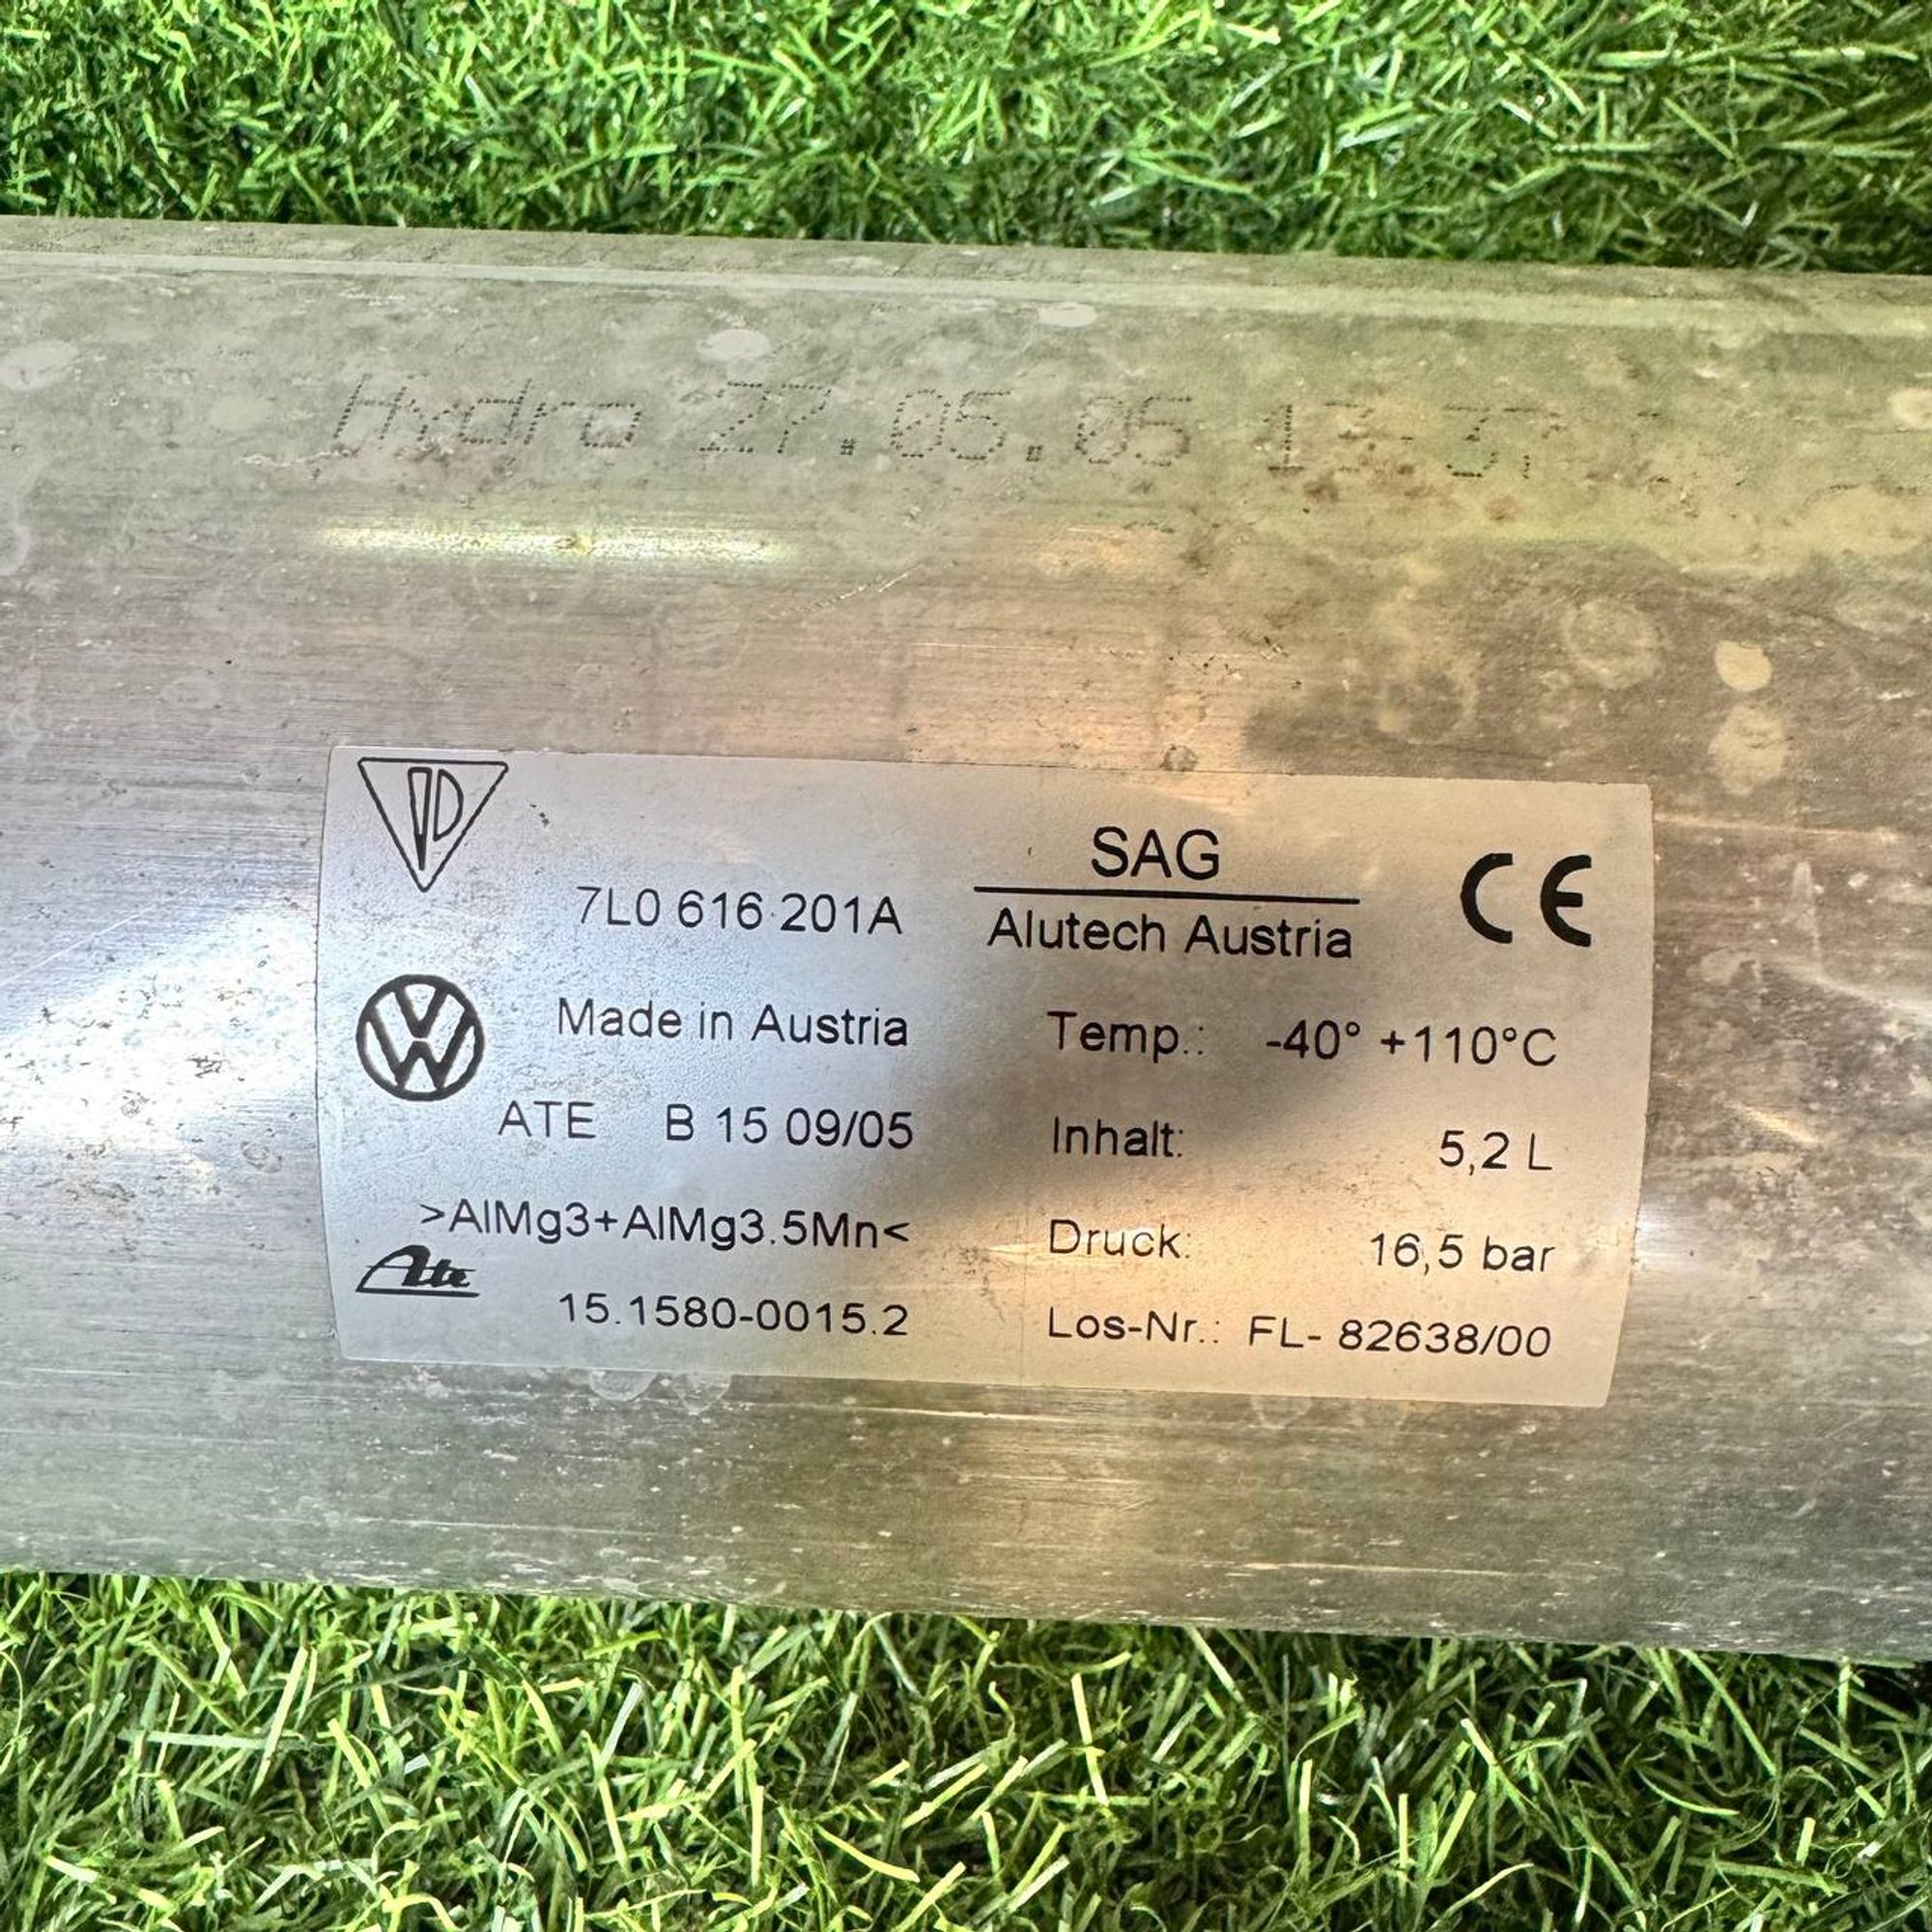 Hydro 27.05.05
7L0 616 201A
SAG
Alutech Austria
CE
Made in Austria
Temp.: -40° +110°C
ATE B 15 09/05
Inhalt: 5,2 L
>AlMg3+AlMg3.5Mn<
Druck: 16,5 bar
Ate
15.1580-0015.2
Los-Nr.: FL- 82638/00